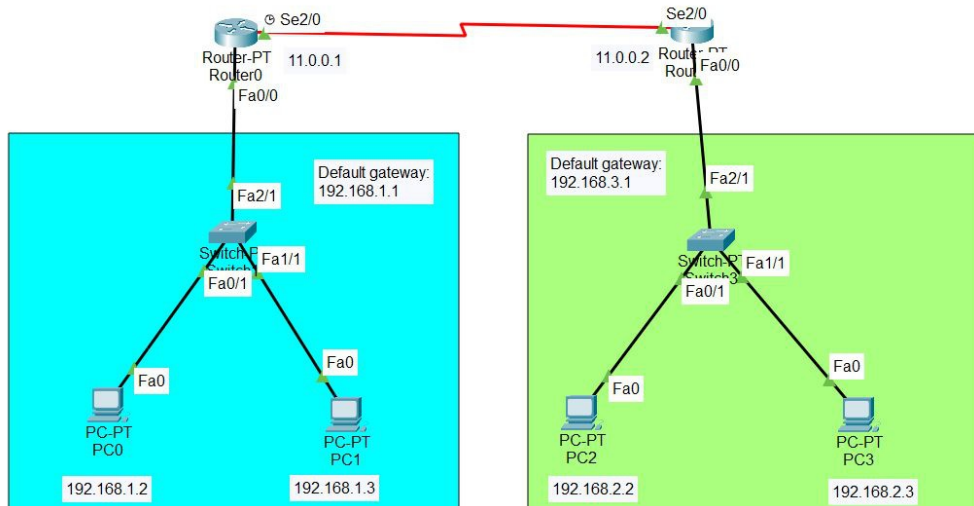 Se2/0
Se2/0
Router-PT
Router0
11.0.0.1
11.0.0.2
Fa0/0
Fa0/0
Default gateway:
192.168.1.1
Default gateway:
192.168.3.1
Fa2/1
Fa2/1
Fa1/1
Fa0/1
Fa1/1
Fa0/1
Fa0
Fa0
Fa0
Fa0
PC-PT
PC0
PC-PT
PC1
PC-PT
PC2
PC-PT
PC3
192.168.1.2
192.168.1.3
192.168.2.2
192.168.2.3